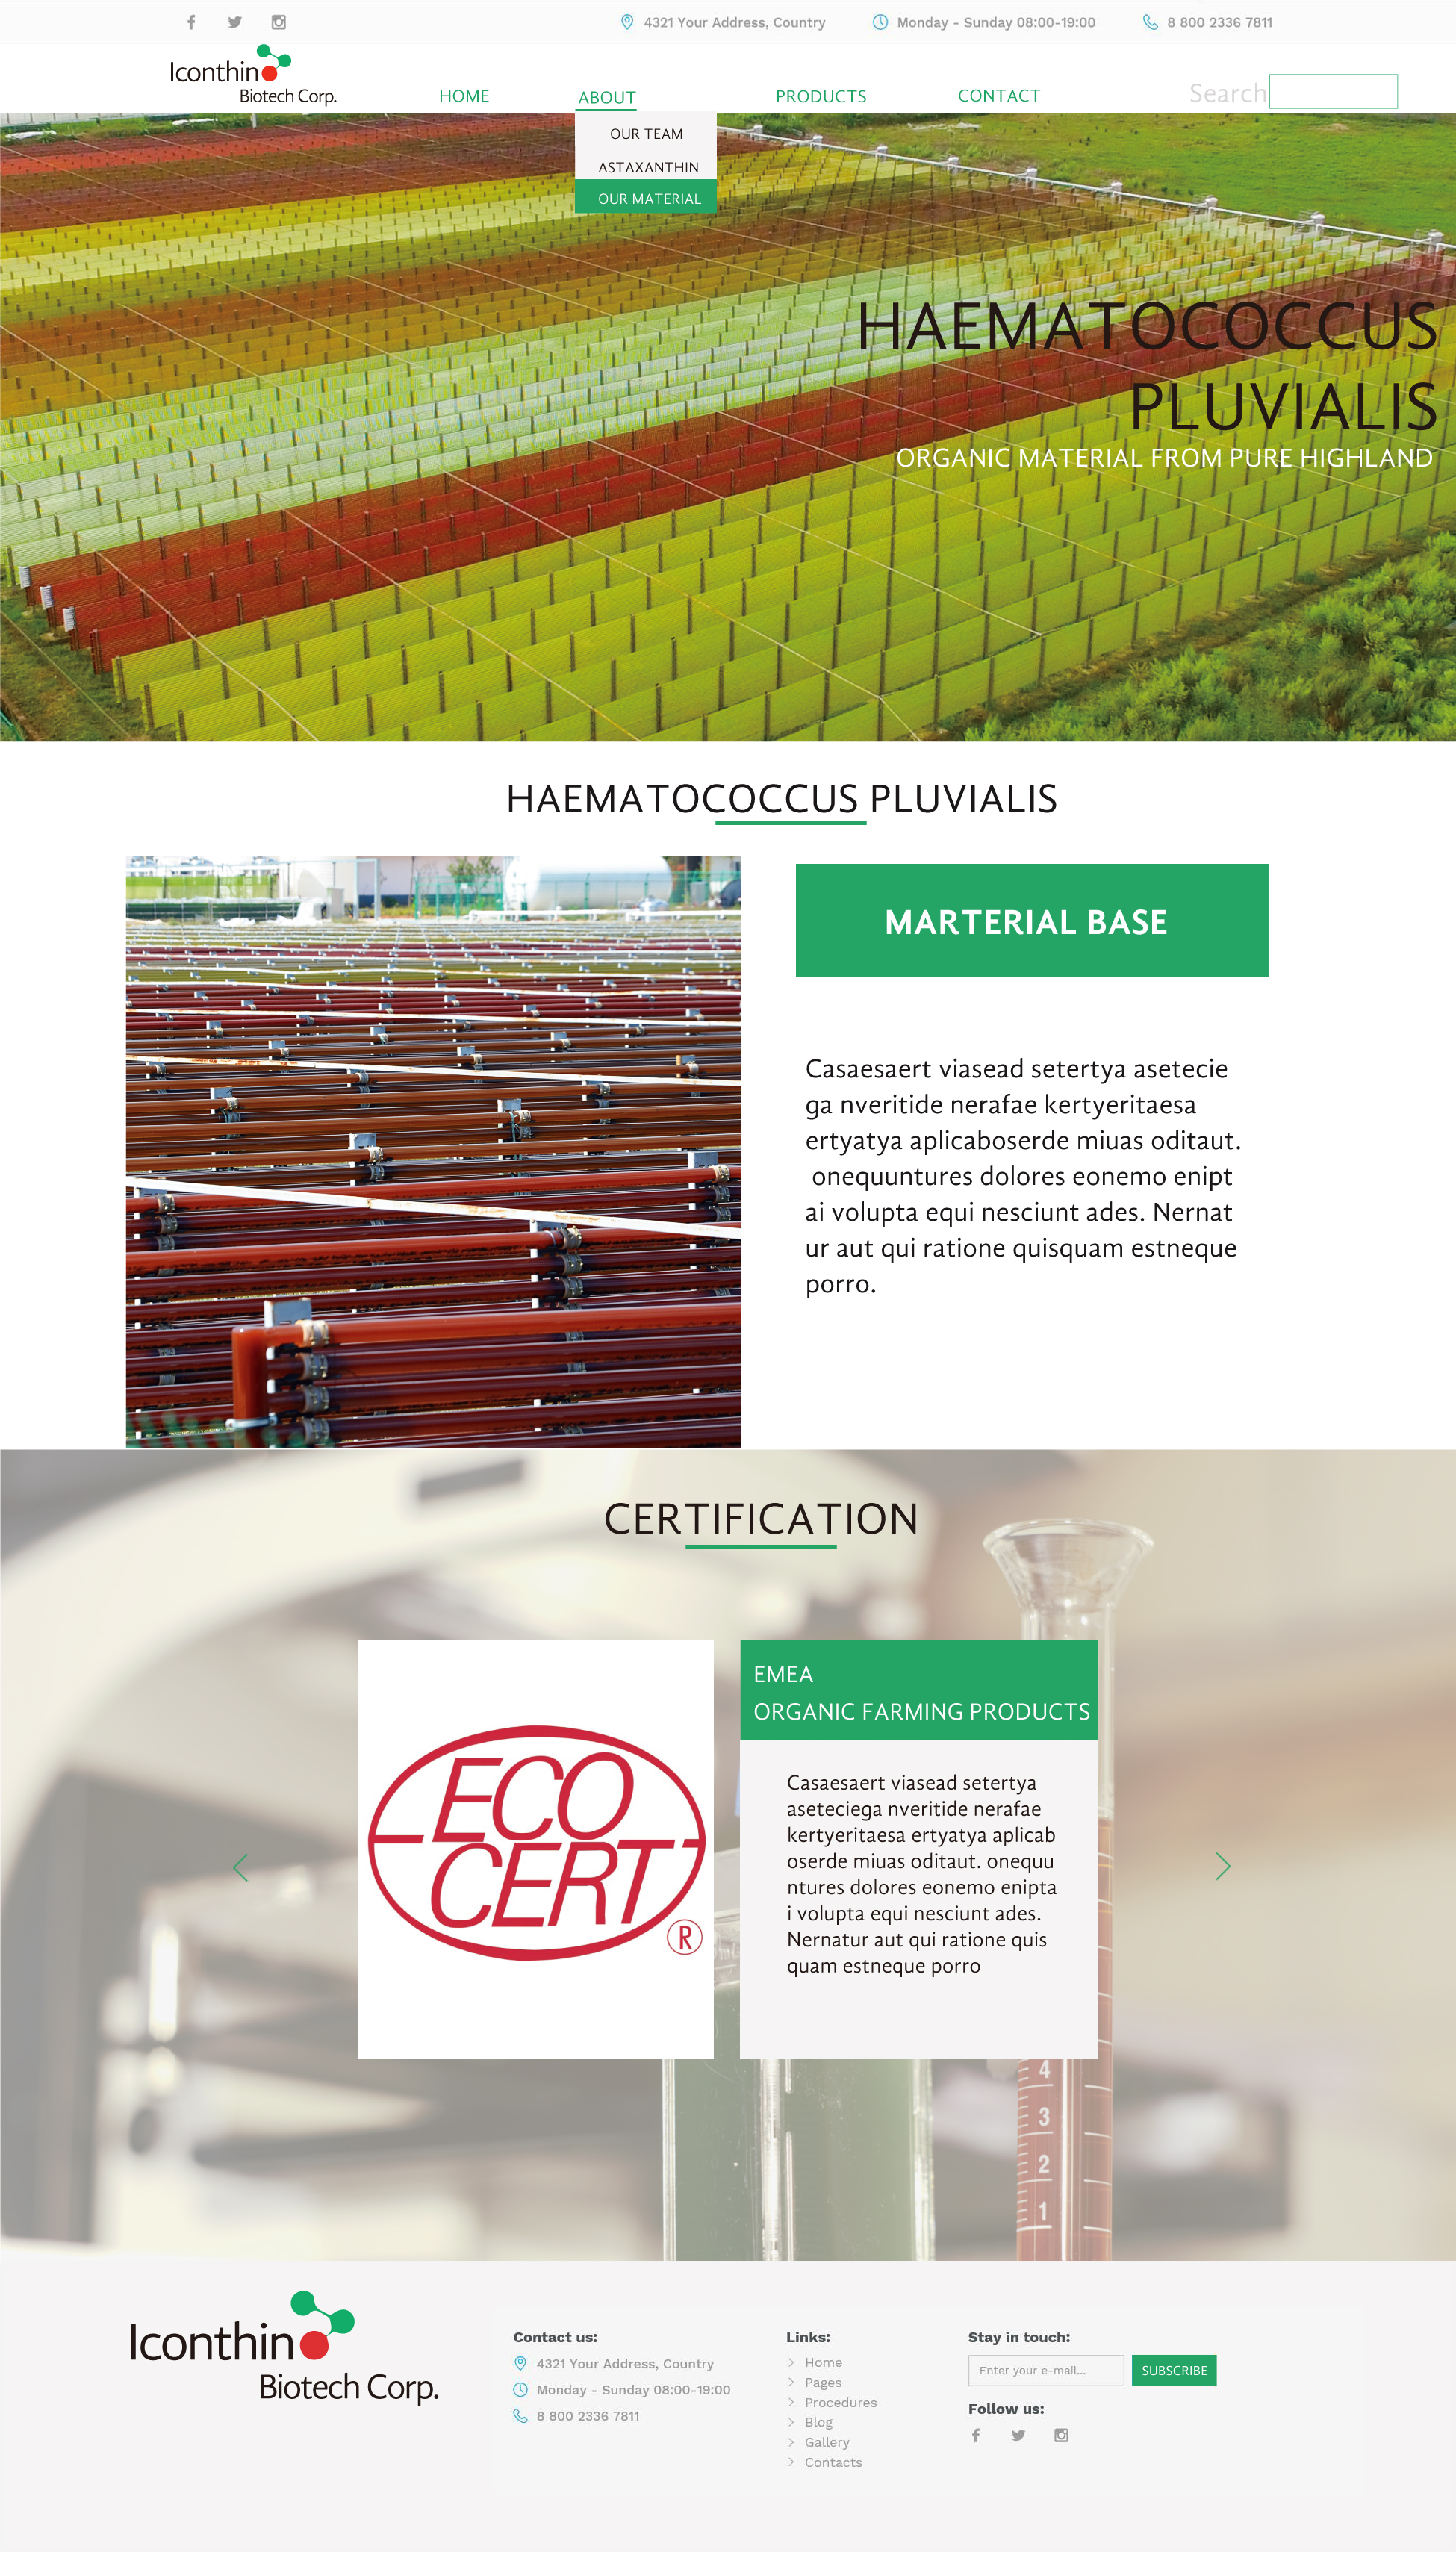 4321 Your Address, Country
Monday - Sunday 08:00-19:00
8 800 2336 7811
Iconthin
Biotech Corp.
HOME
ABOUT
PRODUCTS
CONTACT
Search
OUR TEAM
ASTAXANTHIN
OUR MATERIAL
HAEMATOCOCCUS
PLUVIALIS
ORGANIC MATERIAL FROM PURE HIGHLAND
HAEMATOCOCCUS PLUVIALIS
MARTERIAL BASE
Casaesaert viasead setertya asetecie
ga nveritide nerafae kertyeritaesa
ertyatya aplicaboserde miuas oditaut.
onequuntures dolores eonemo enipt
ai volupta equi nesciunt ades. Nernat
ur aut qui ratione quisquam estneque
porro.
CERTIFICATION
ECO
CERT
®
EMEA
ORGANIC FARMING PRODUCTS
Casaesaert viasead setertya
aseteciega nveritide nerafae
kertyeritaesa ertyatya aplicab
oserde miuas oditaut. onequu
ntures dolores eonemo enipta
i volupta equi nesciunt ades.
Nernatur aut qui ratione quis
quam estneque porro
4
3
2
1
Iconthin
Biotech Corp.
Contact us:
4321 Your Address, Country
Monday - Sunday 08:00-19:00
8 800 2336 7811
Links:
Home
Pages
Procedures
Blog
Gallery
Contacts
Stay in touch:
Enter your e-mail...
SUBSCRIBE
Follow us: